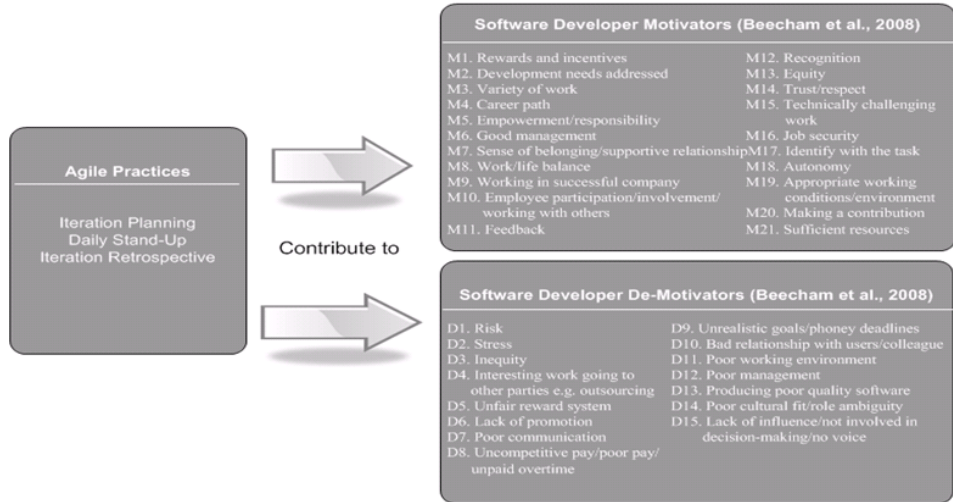 Agile Practices
Iteration Planning
Daily Stand-Up
Iteration Retrospective
Contribute to
Software Developer Motivators (Beecham et al., 2008)
M1. Rewards and incentives
M2. Development needs addressed
M3. Variety of work
M4. Career path
M5. Empowerment/responsibility
M6. Good management
M7. Sense of belonging/supportive relationship
M8. Work/life balance
M9. Working in successful company
M10. Employee participation/involvement/
working with others
M11. Feedback
M12. Recognition
M13. Equity
M14. Trust/respect
M15. Technically challenging
work
M16. Job security
M17. Identify with the task
M18. Autonomy
M19. Appropriate working
conditions/environment
M20. Making a contribution
M21. Sufficient resources
Software Developer De-Motivators (Beecham et al., 2008)
D1. Risk
D2. Stress
D3. Inequity
D4. Interesting work going to
other parties e.g. outsourcing
D5. Unfair reward system
D6. Lack of promotion
D7. Poor communication
D8. Uncompetitive pay/poor pay/
unpaid overtime
D9. Unrealistic goals/phoney deadlines
D10. Bad relationship with users/colleague
D11. Poor working environment
D12. Poor management
D13. Producing poor quality software
D14. Poor cultural fit/role ambiguity
D15. Lack of influence/not involved in
decision-making/no voice